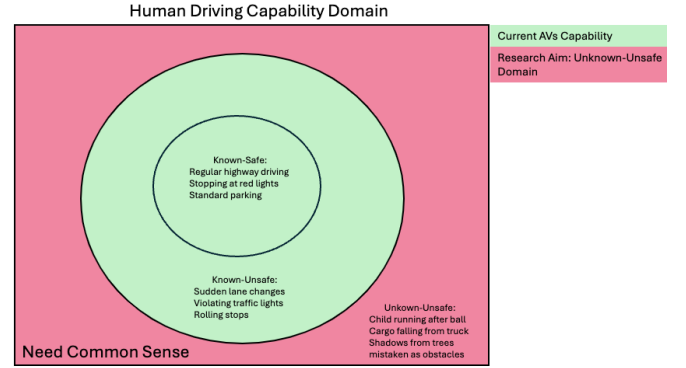 Human Driving Capability Domain
Current AVs Capability
Research Aim: Unknown-Unsafe
Domain
Known-Safe:
Regular highway driving
Stopping at red lights
Standard parking
Known-Unsafe:
Sudden lane changes
Violating traffic lights
Rolling stops
Unkown-Unsafe:
Child running after ball
Cargo falling from truck
Shadows from trees
mistaken as obstacles
Need Common Sense